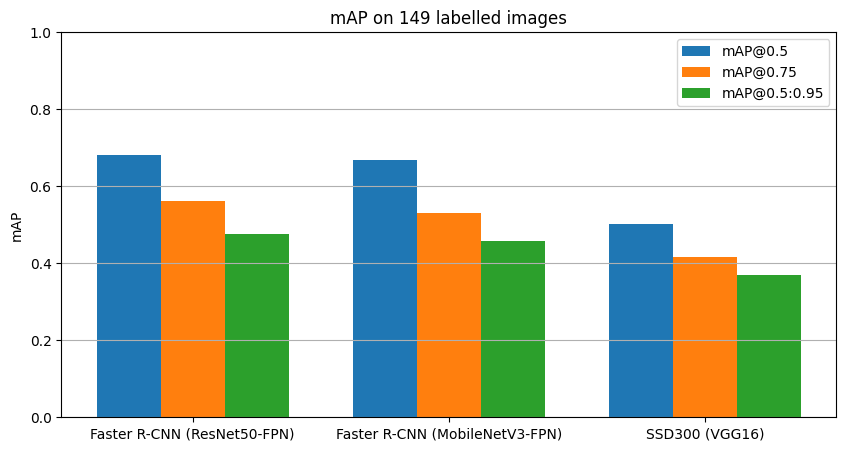 mAP on 149 labelled images
mAP@0.5
mAP@0.75
mAP@0.5:0.95
mAP
1.0
0.8
0.6
0.4
0.2
0.0
Faster R-CNN (ResNet50-FPN)
Faster R-CNN (MobileNetV3-FPN)
SSD300 (VGG16)